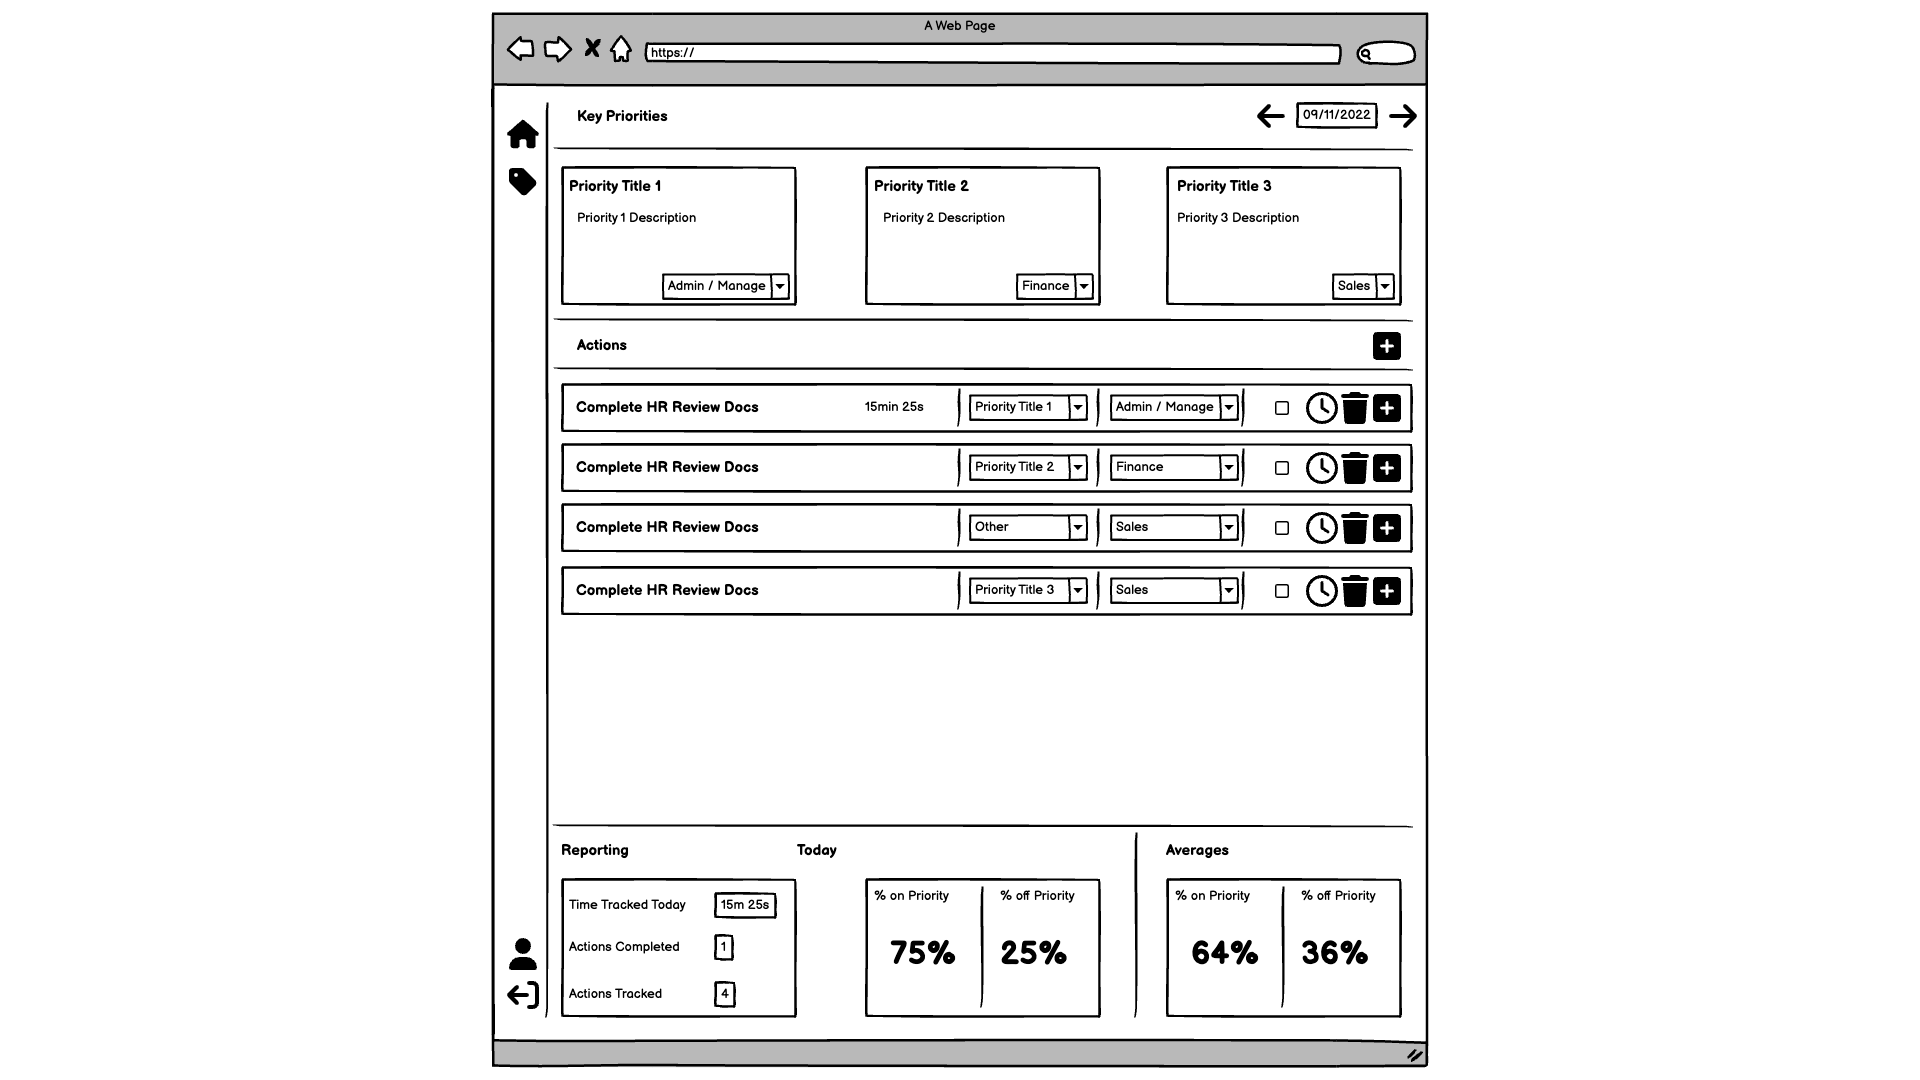 A Web Page
https://
Key Priorities
09/11/2022
Priority Title 1
Priority 1 Description
Admin / Manage
Priority Title 2
Priority 2 Description
Finance
Priority Title 3
Priority 3 Description
Sales
Actions
Complete HR Review Docs 15min 25s Priority Title 1 Admin / Manage
Complete HR Review Docs Priority Title 2 Finance
Complete HR Review Docs Other Sales
Complete HR Review Docs Priority Title 3 Sales
Reporting
Time Tracked Today 15m 25s
Actions Completed 1
Actions Tracked 4
Today
% on Priority % off Priority
75% 25%
Averages
% on Priority % off Priority
64% 36%